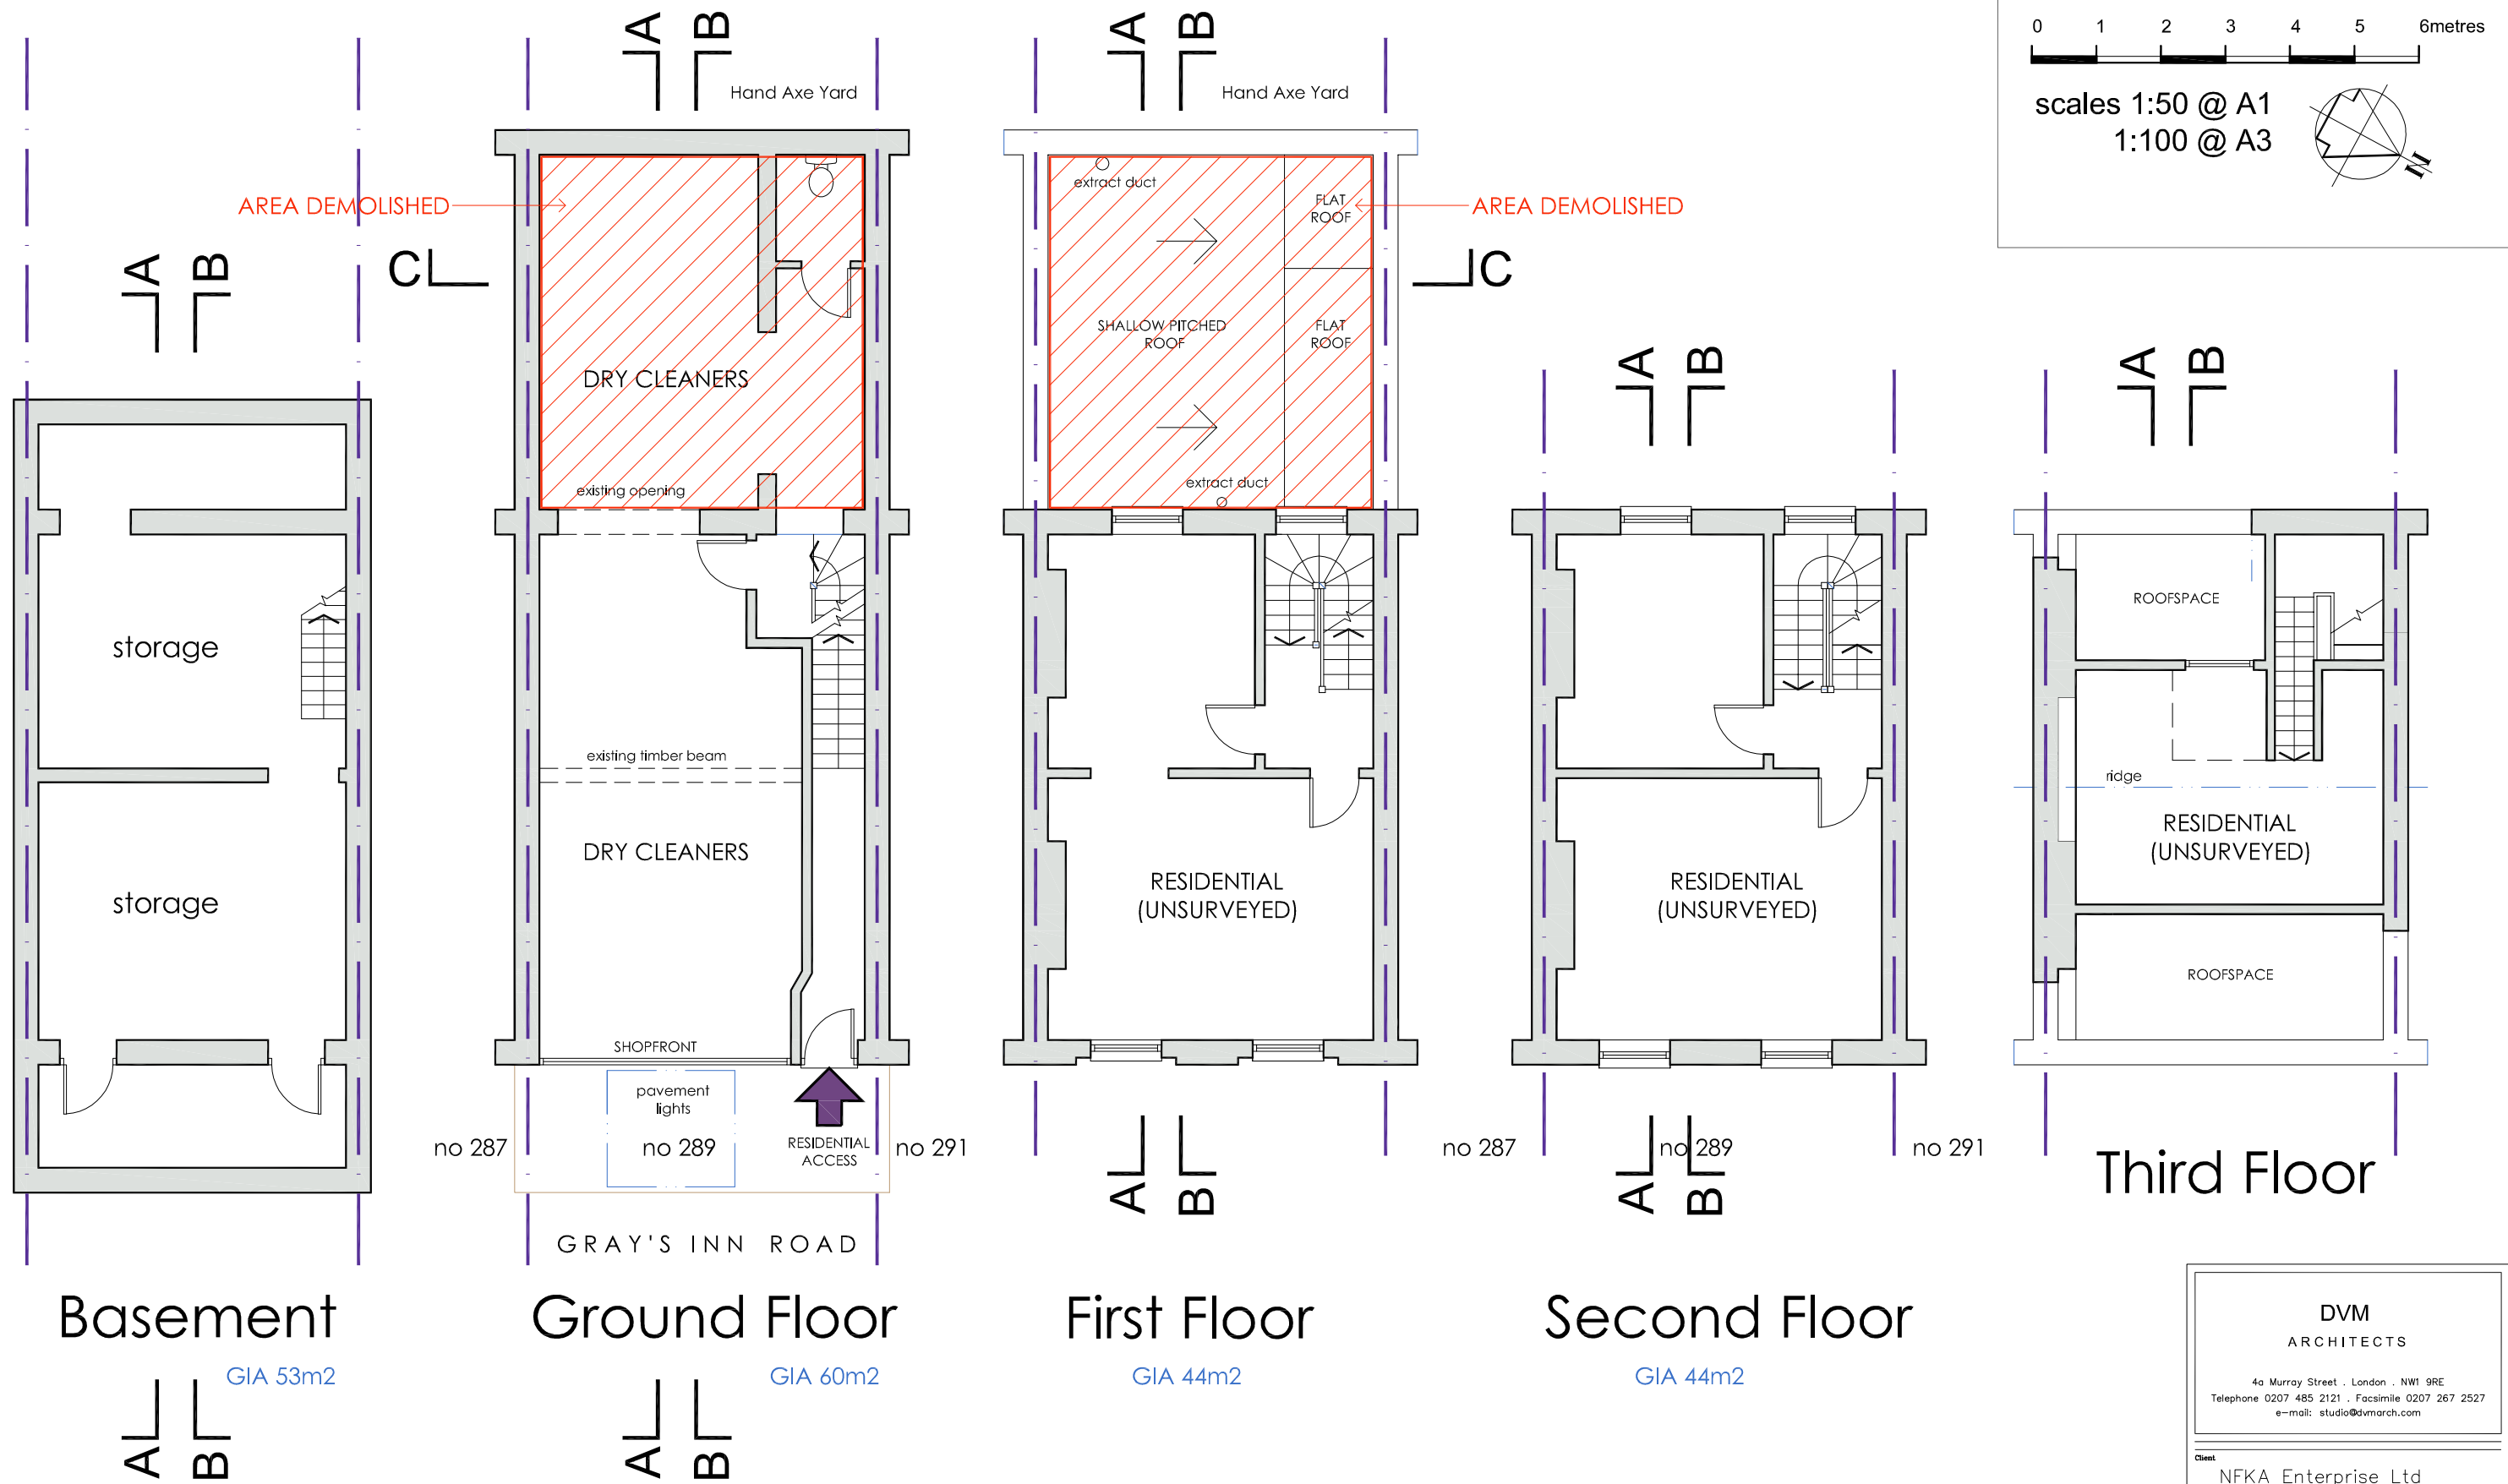 0 1 2 3 4 5 6metres
scales 1:50 @ A1
1:100 @ A3
N
A B
A B
Hand Axe Yard
Hand Axe Yard
AREA DEMOLISHED
extract duct
FLAT
ROOF
FLAT
ROOF
AREA DEMOLISHED
A B
C
C
SHALLOW PITCHED
ROOF
DRY CLEANERS
A B
A B
existing opening
extract duct
storage
ROOFSPACE
existing timber beam
ridge
RESIDENTIAL
(UNSURVEYED)
DRY CLEANERS
storage
RESIDENTIAL
(UNSURVEYED)
RESIDENTIAL
(UNSURVEYED)
ROOFSPACE
SHOPFRONT
pavement
lights
no 287
no 289
RESIDENTIAL
ACCESS
no 291
A B
no 287
no 289
no 291
A B
Third Floor
GRAY'S INN ROAD
Basement
GIA 53m2
Ground Floor
GIA 60m2
First Floor
GIA 44m2
Second Floor
GIA 44m2
A B
A B
DVM
ARCHITECTS
4a Murray Street . London . NW1 9RE
Telephone 0207 485 2121 . Facsimile 0207 267 2527
e-mail: studio@dvmarch.com
Client
NFKA Enterprise Ltd